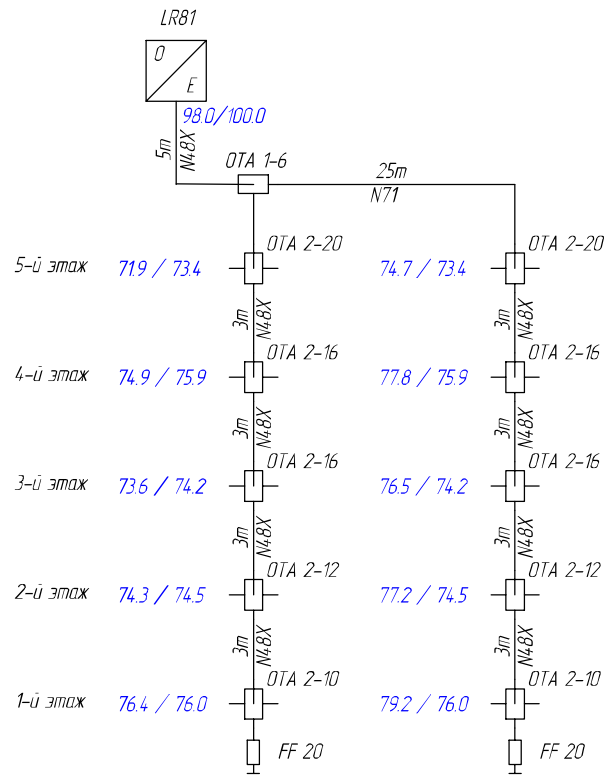 LR81
O
E
98.0/100.0
5m
N48X
OTA 1-6
25m
N71
OTA 2-20
OTA 2-20
5-й этаж
71.9 / 73.4
74.7 / 73.4
3m
N48X
3m
N48X
OTA 2-16
OTA 2-16
4-й этаж
74.9 / 75.9
77.8 / 75.9
3m
N48X
3m
N48X
OTA 2-16
OTA 2-16
3-й этаж
73.6 / 74.2
76.5 / 74.2
3m
N48X
3m
N48X
OTA 2-12
OTA 2-12
2-й этаж
74.3 / 74.5
77.2 / 74.5
3m
N48X
3m
N48X
OTA 2-10
OTA 2-10
1-й этаж
76.4 / 76.0
79.2 / 76.0
FF 20
FF 20